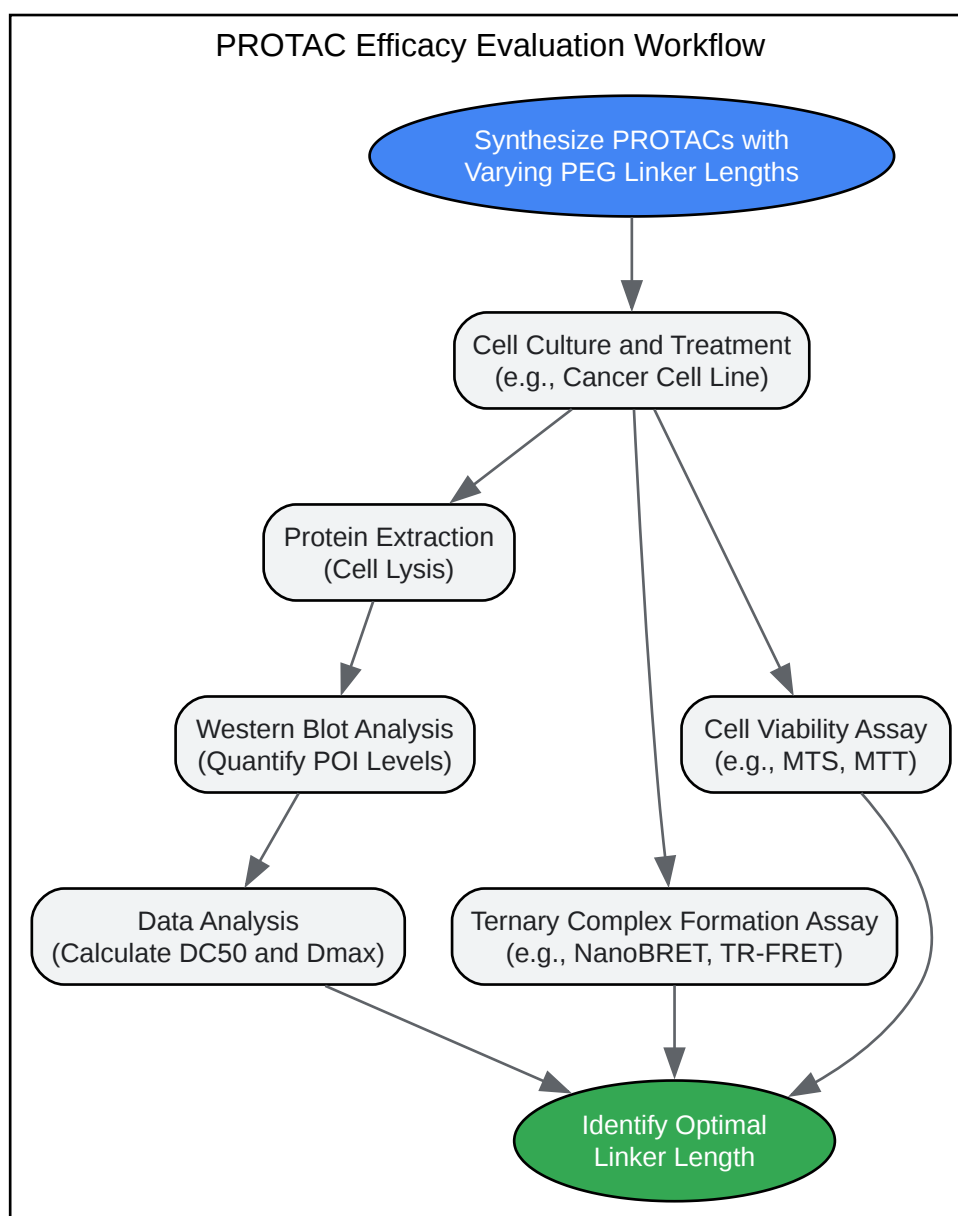 PROTAC Efficacy Evaluation Workflow
Synthesize PROTACs with
Varying PEG Linker Lengths
Cell Culture and Treatment
(e.g., Cancer Cell Line)
Protein Extraction
(Cell Lysis)
Western Blot Analysis
(Quantify POI Levels)
Cell Viability Assay
(e.g., MTS, MTT)
Data Analysis
(Calculate DC50 and Dmax)
Ternary Complex Formation Assay
(e.g., NanoBRET, TR-FRET)
Identify Optimal
Linker Length